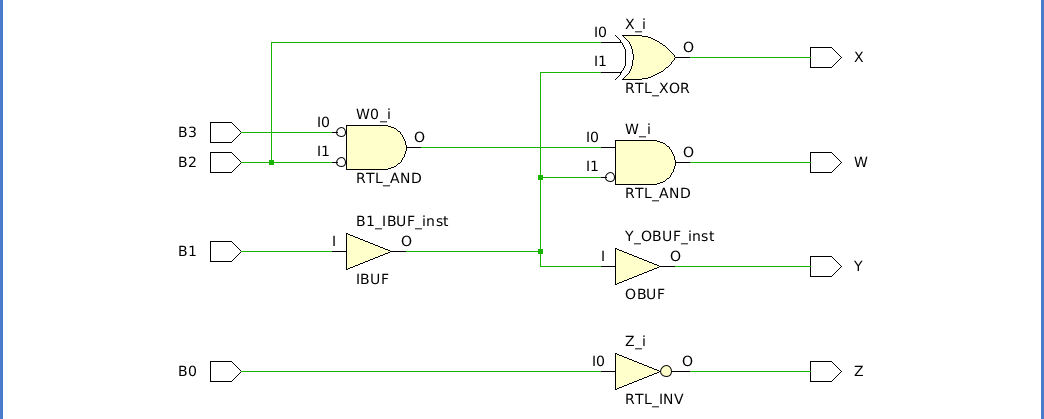 X_i
I0
O
I1
X
RTL_XOR
W0_i
B3
I0
O
B2
I1
RTL_AND
W_i
I0
O
I1
W
RTL_AND
B1_IBUF_inst
B1
I
O
IBUF
Y_OBUF_inst
I
O
Y
OBUF
Z_i
B0
I0
O
Z
RTL_INV